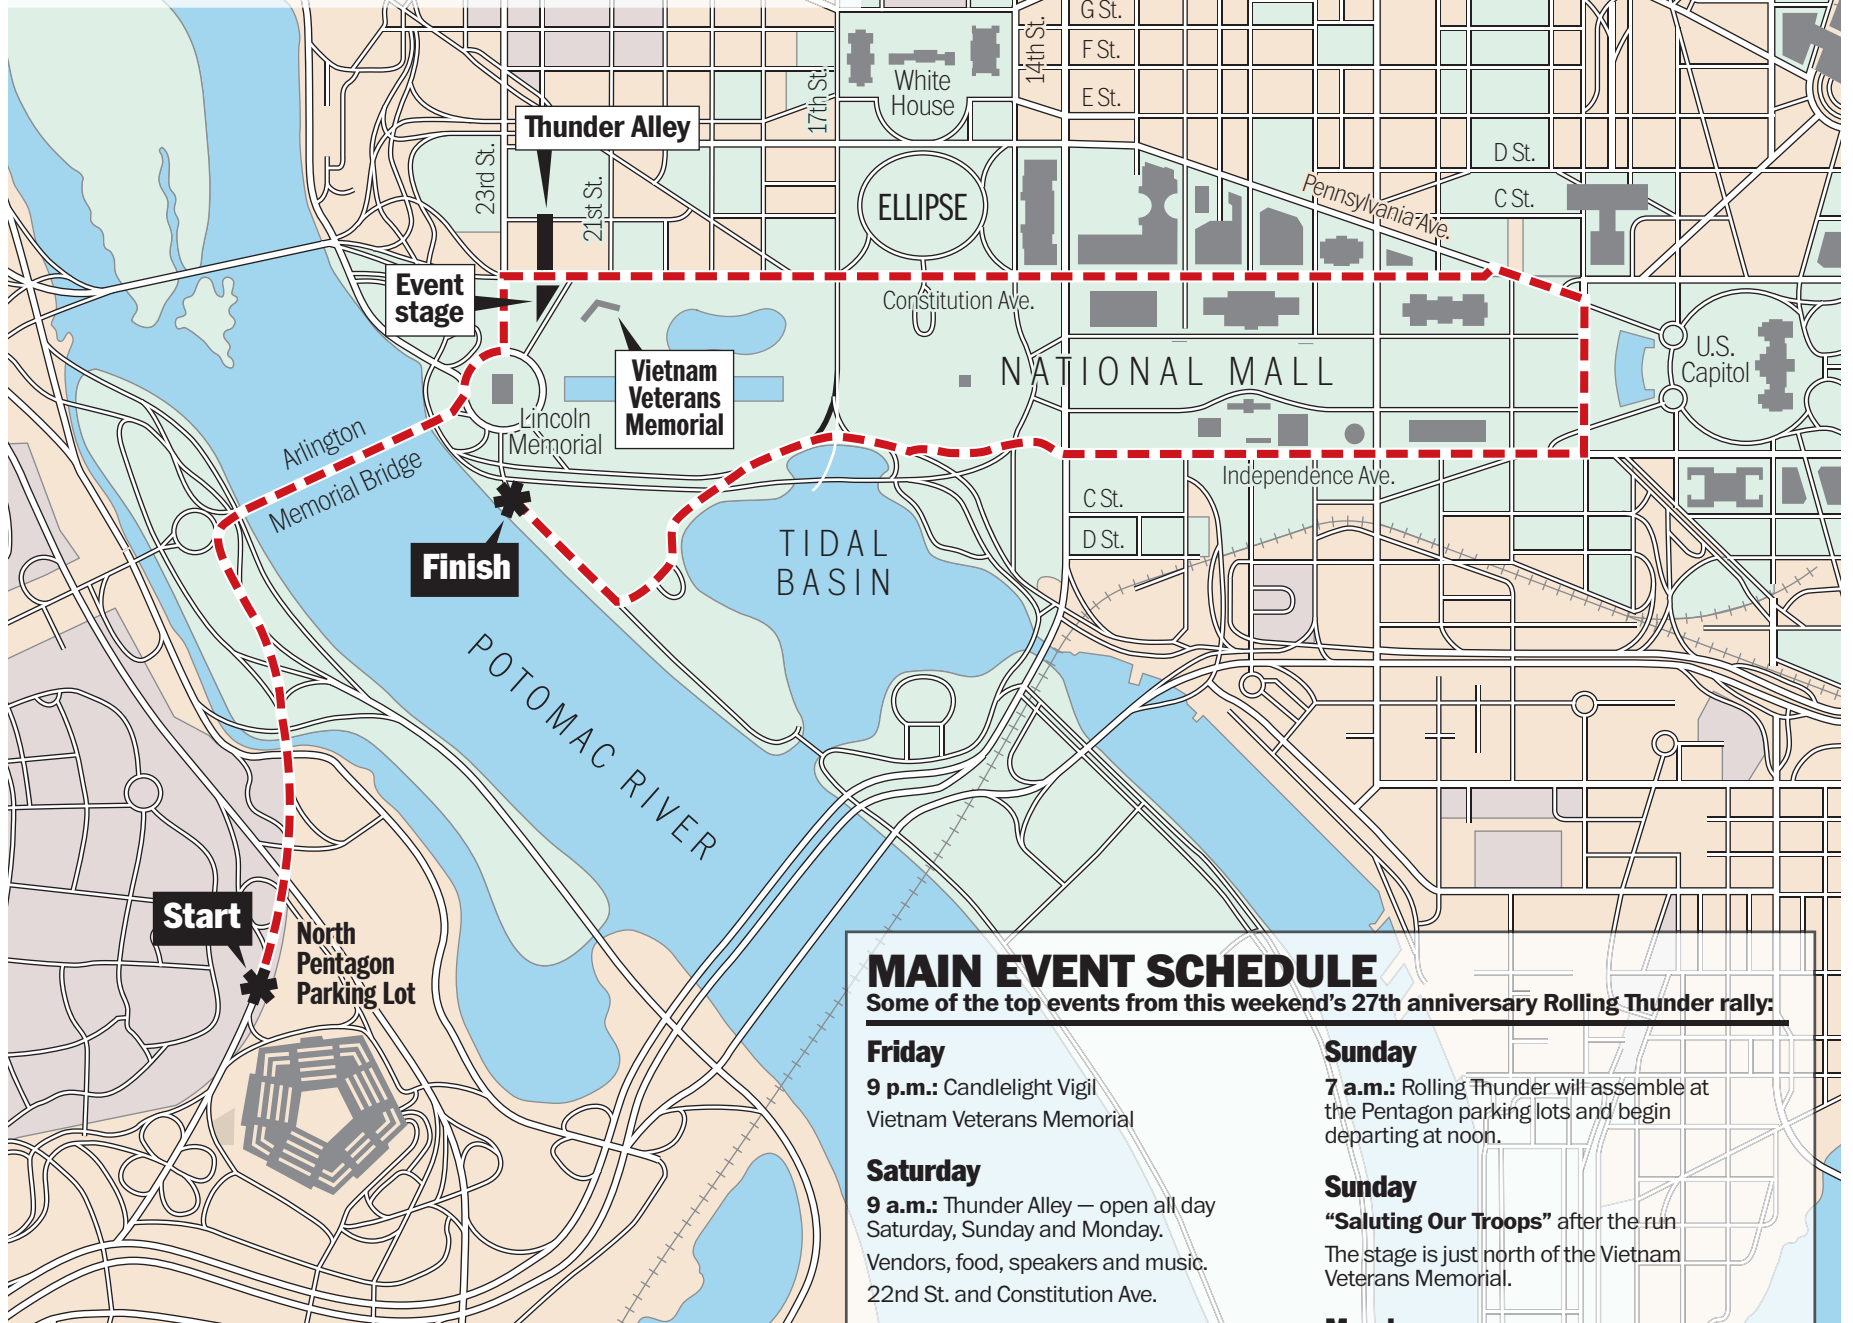 G St.
F St.
E St.
14th St.
17th St.
White
House
Thunder Alley
23rd St.
21st St.
D St.
C St.
Pennsylvania Ave.
ELLIPSE
Event
stage
Constitution Ave.
Vietnam
Veterans
Memorial
NATIONAL MALL
U.S.
Capitol
Lincoln
Memorial
Arlington
Memorial Bridge
Independence Ave.
C St.
D St.
Finish
TIDAL
BASIN
POTOMAC RIVER
Start
North
Pentagon
Parking Lot
MAIN EVENT SCHEDULE
Some of the top events from this weekend's 27th anniversary Rolling Thunder rally:
Friday
9 p.m.: Candlelight Vigil
Vietnam Veterans Memorial
Saturday
9 a.m.: Thunder Alley — open all day
Saturday, Sunday and Monday.
Vendors, food, speakers and music.
22nd St. and Constitution Ave.
Sunday
7 a.m.: Rolling Thunder will assemble at
the Pentagon parking lots and begin
departing at noon.
Sunday
“Saluting Our Troops” after the run
The stage is just north of the Vietnam
Veterans Memorial.